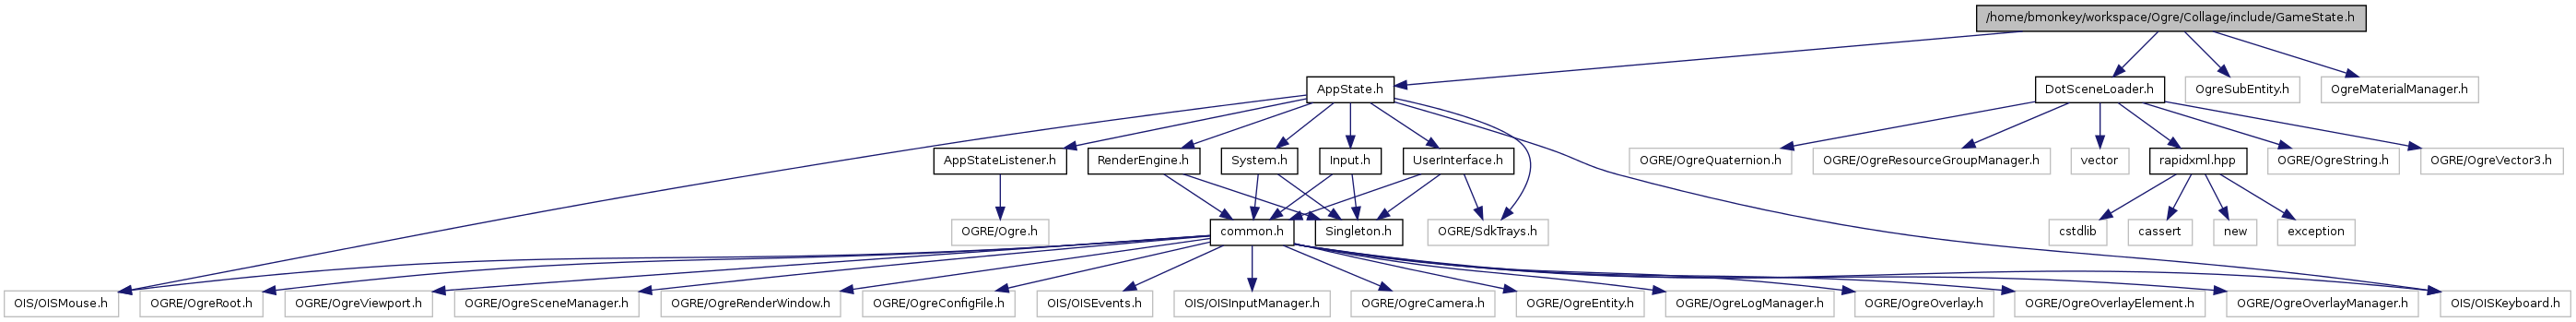 /home/bmonkey/workspace/Ogre/Collage/include/GameState.h
AppState.h
DotSceneLoader.h
OgreSubEntity.h
OgreMaterialManager.h
AppStateListener.h
RenderEngine.h
System.h
Input.h
UserInterface.h
OGRE/OgreQuaternion.h
OGRE/OgreResourceGroupManager.h
vector
rapidxml.hpp
OGRE/OgreString.h
OGRE/OgreVector3.h
OGRE/Ogre.h
common.h
Singleton.h
OGRE/SdkTrays.h
cstdlib
cassert
new
exception
OIS/OISMouse.h
OGRE/OgreRoot.h
OGRE/OgreViewport.h
OGRE/OgreSceneManager.h
OGRE/OgreRenderWindow.h
OGRE/OgreConfigFile.h
OIS/OISEvents.h
OIS/OISInputManager.h
OGRE/OgreCamera.h
OGRE/OgreEntity.h
OGRE/OgreLogManager.h
OGRE/OgreOverlay.h
OGRE/OgreOverlayElement.h
OGRE/OgreOverlayManager.h
OIS/OISKeyboard.h